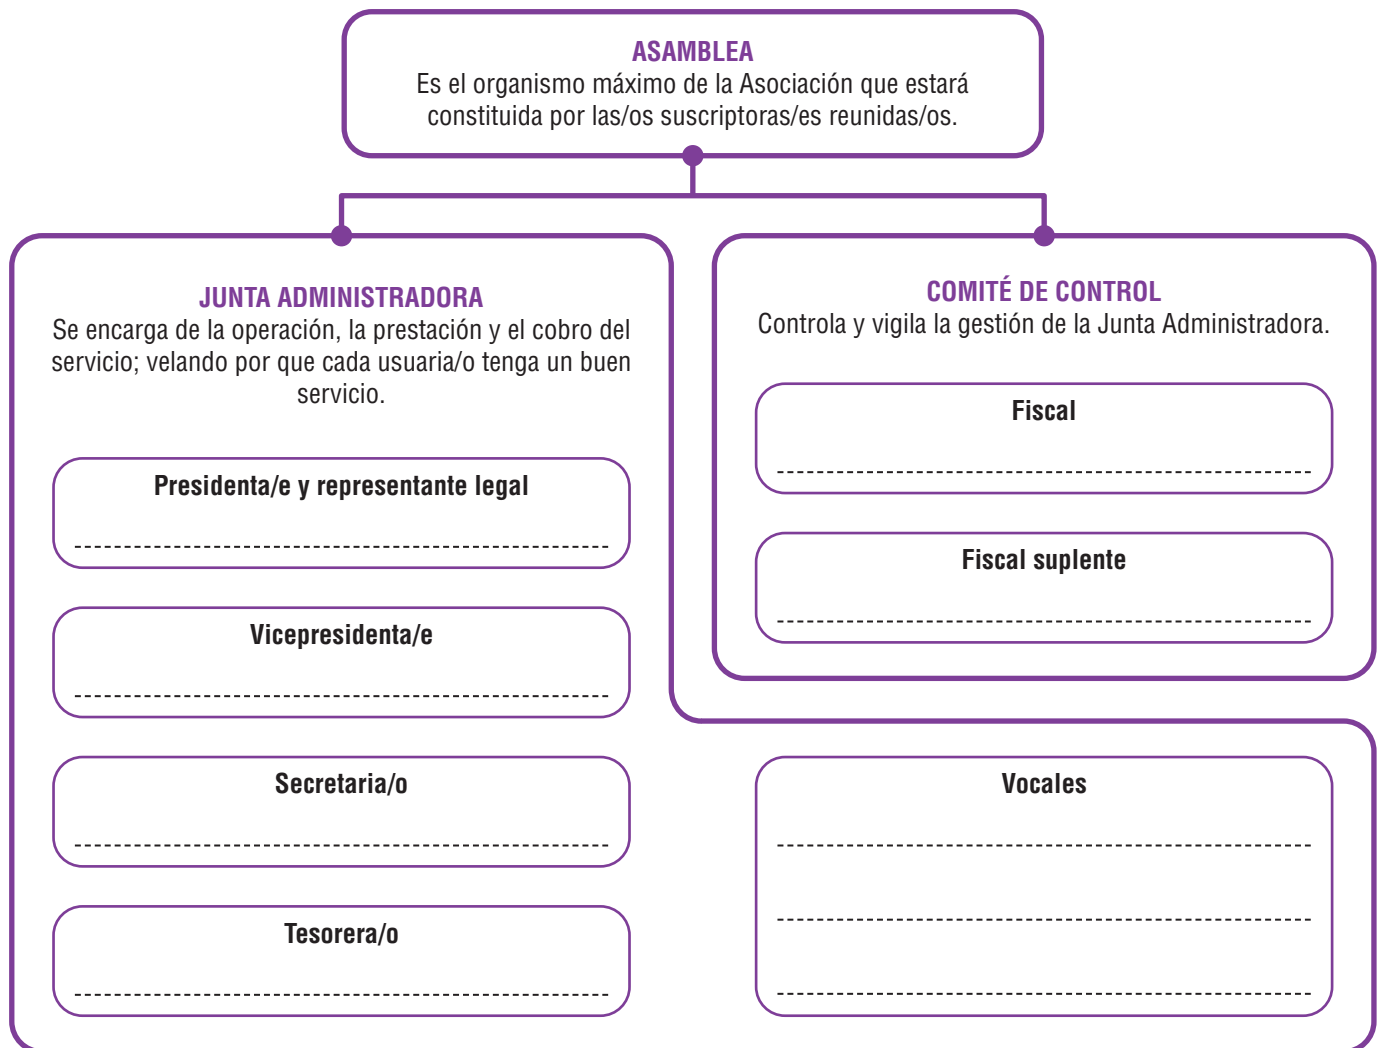 ASAMBLEA
Es el organismo máximo de la Asociación que estará
constituida por las/os suscriptoras/es reunidas/os.
JUNTA ADMINISTRADORA
Se encarga de la operación, la prestación y el cobro del
servicio; velando por que cada usuaria/o tenga un buen
servicio.
Presidenta/e y representante legal
Vicepresidenta/e
Secretaria/o
Tesorera/o
COMITÉ DE CONTROL
Controla y vigila la gestión de la Junta Administradora.
Fiscal
Fiscal suplente
Vocales